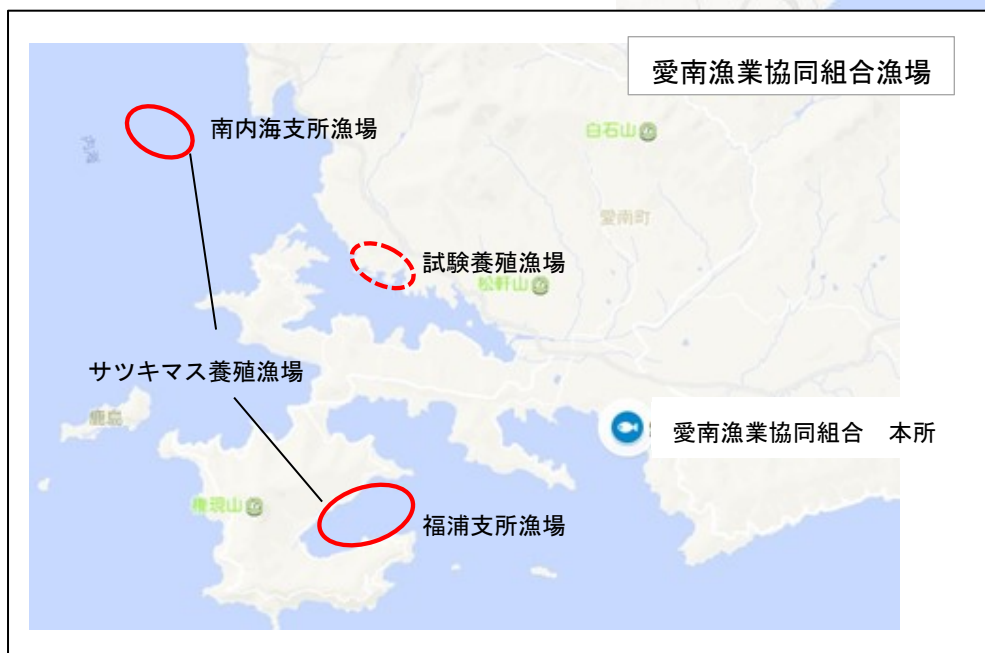 愛南漁業協同組合漁場
南内海支所漁場
白石山
愛南町
試験養殖漁場
松軒山
サツキマス養殖漁場
鹿島
愛南漁業協同組合　本所
権現山
福浦支所漁場